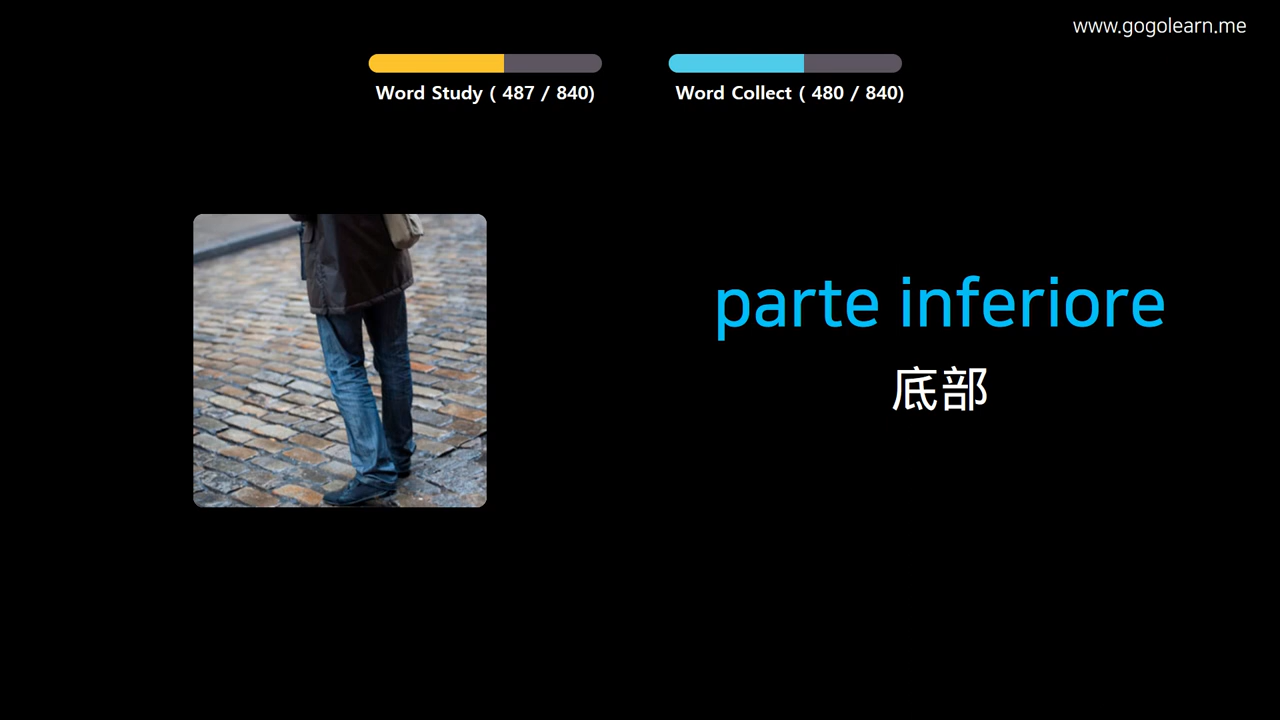 www.gogolearn.me
Word Study ( 487 / 840)
Word Collect ( 480 / 840)
parte inferiore
底部